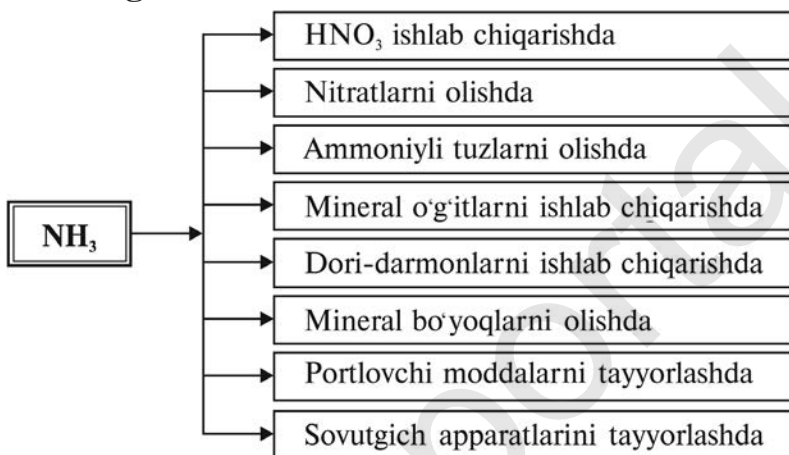 HNO₃ ishlab chiqarishda
Nitratlarni olishda
Ammoniyli tuzlarni olishda
Mineral o‘g‘itlarni ishlab chiqarishda
NH₃
Dori-darmonlarni ishlab chiqarishda
Mineral bo‘yoqlarni olishda
Portlovchi moddalarni tayyorlashda
Sovutgich apparatlarini tayyorlashda
portal